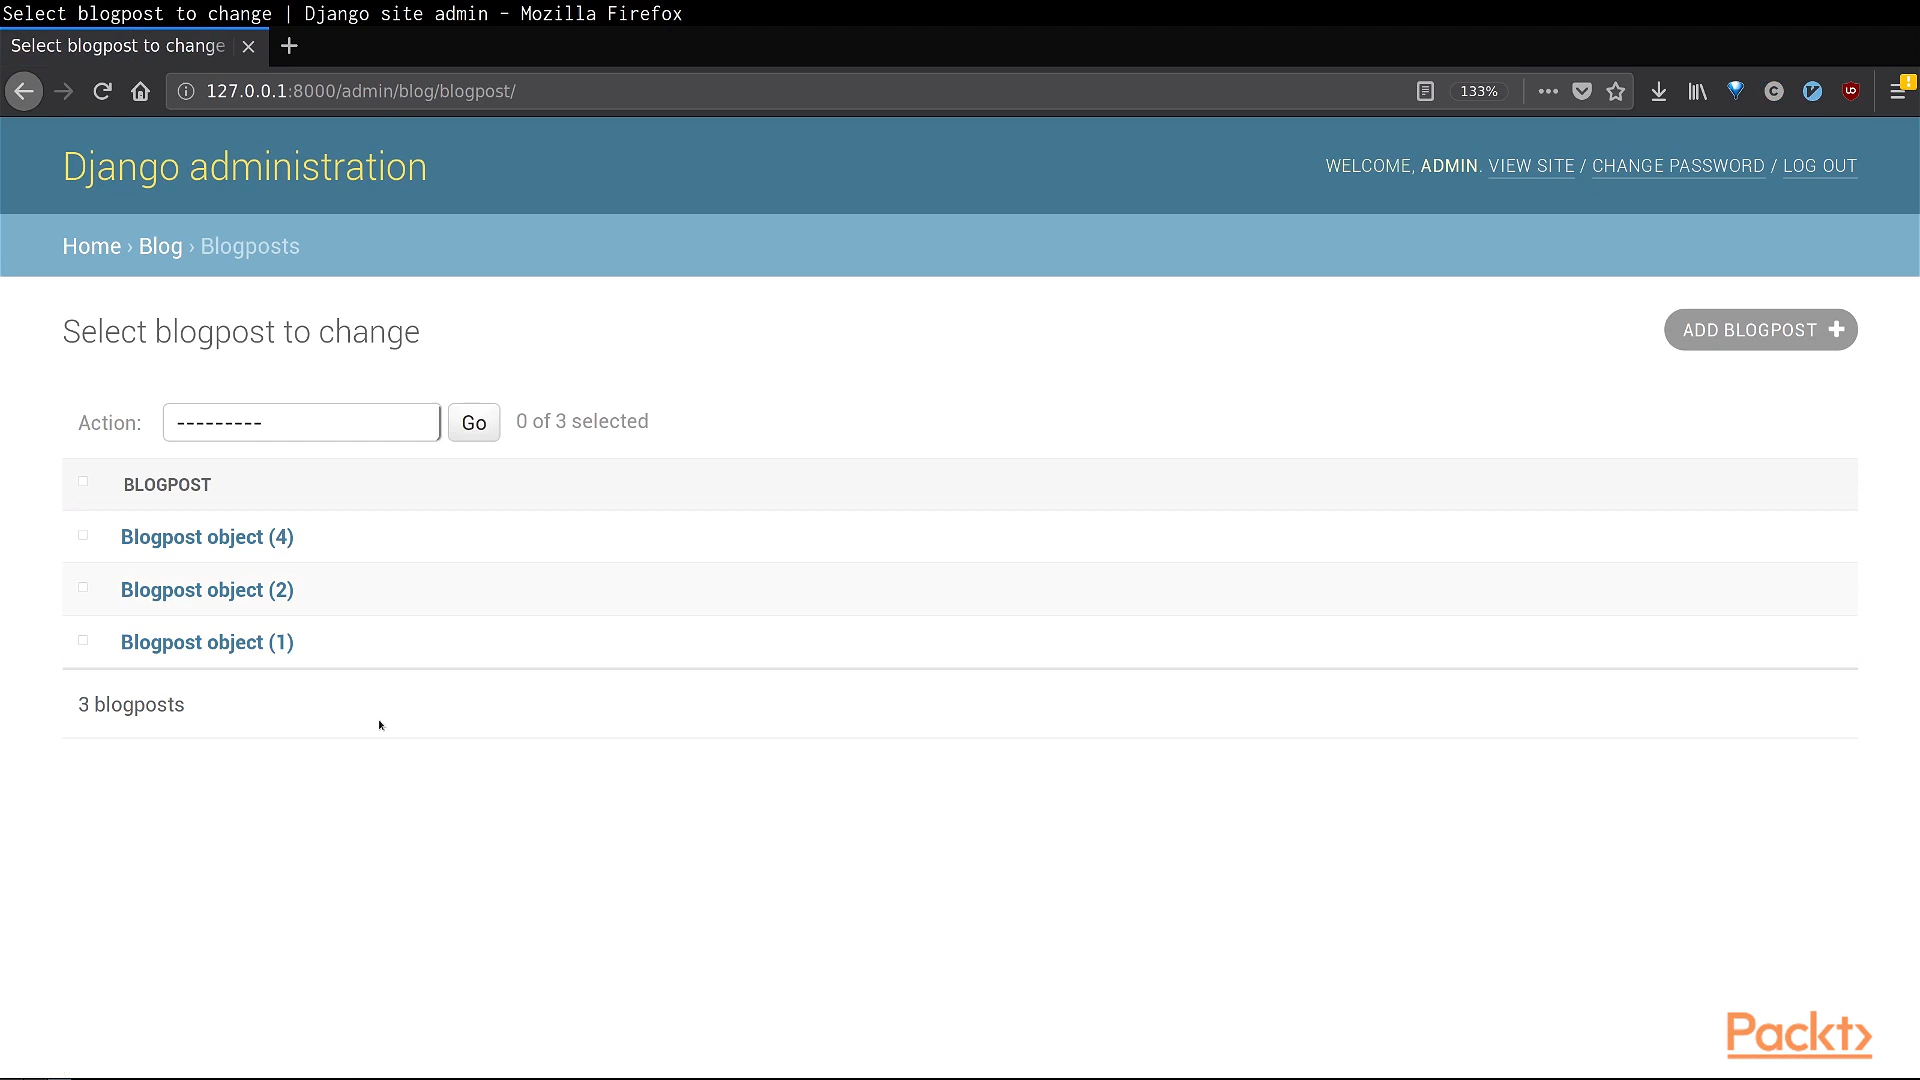 Select blogpost to change | Django site admin - Mozilla Firefox
Select blogpost to change
127.0.0.1:8000/admin/blog/blogpost/
133%
Django administration
WELCOME, ADMIN. VIEW SITE / CHANGE PASSWORD / LOG OUT
Home › Blog › Blogposts
Select blogpost to change
ADD BLOGPOST
Action: --------- Go 0 of 3 selected
BLOGPOST
Blogpost object (4)
Blogpost object (2)
Blogpost object (1)
3 blogposts
Packt